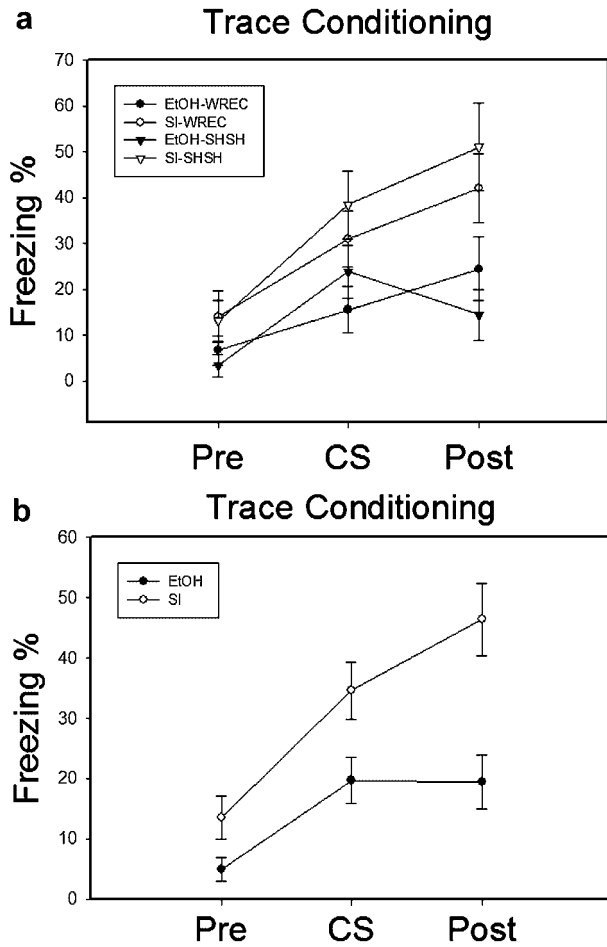 a
Trace Conditioning
70
60
50
40
30
20
10
0
Freezing %
EtOH-WREC
SI-WREC
EtOH-SHSH
SI-SHSH
Pre CS Post
b
Trace Conditioning
60
50
40
30
20
10
0
Freezing %
EtOH
SI
Pre CS Post